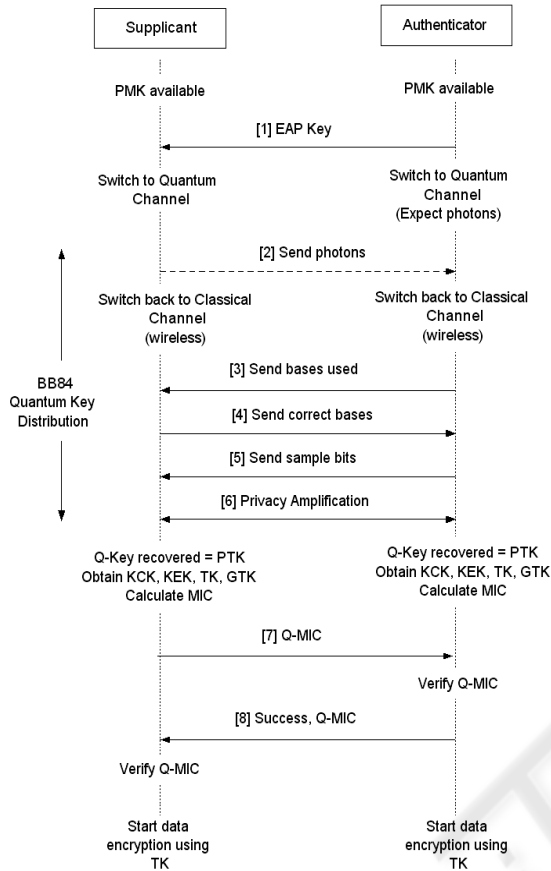 Supplicant
Authenticator
PMK available
PMK available
[1] EAP Key
Switch to Quantum
Channel
Switch to Quantum
Channel
(Expect photons)
[2] Send photons
Switch back to Classical
Channel
(wireless)
Switch back to Classical
Channel
(wireless)
BB84
Quantum Key
Distribution
[3] Send bases used
[4] Send correct bases
[5] Send sample bits
[6] Privacy Amplification
Q-Key recovered = PTK
Obtain KCK, KEK, TK, GTK
Calculate MIC
Q-Key recovered = PTK
Obtain KCK, KEK, TK, GTK
Calculate MIC
[7] Q-MIC
Verify Q-MIC
[8] Success, Q-MIC
Verify Q-MIC
Start data
encryption using
TK
Start data
encryption using
TK